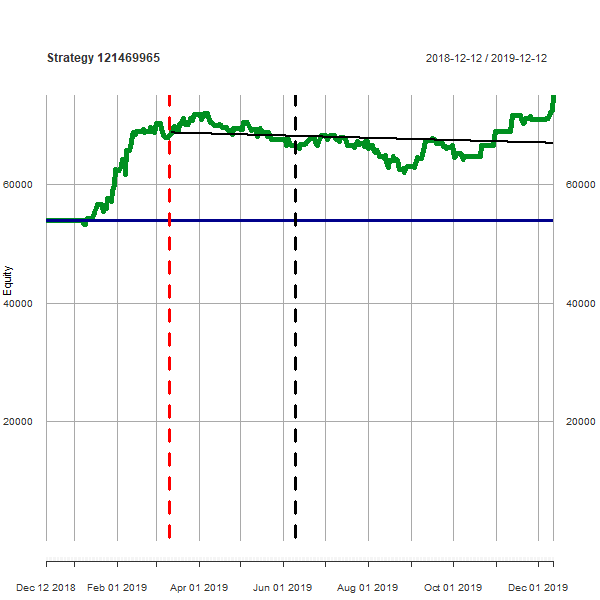 Strategy 121469965
2018-12-12 / 2019-12-12
60000
60000
Equity
40000
40000
20000
20000
Dec 12 2018
Feb 01 2019
Apr 01 2019
Jun 01 2019
Aug 01 2019
Oct 01 2019
Dec 01 2019